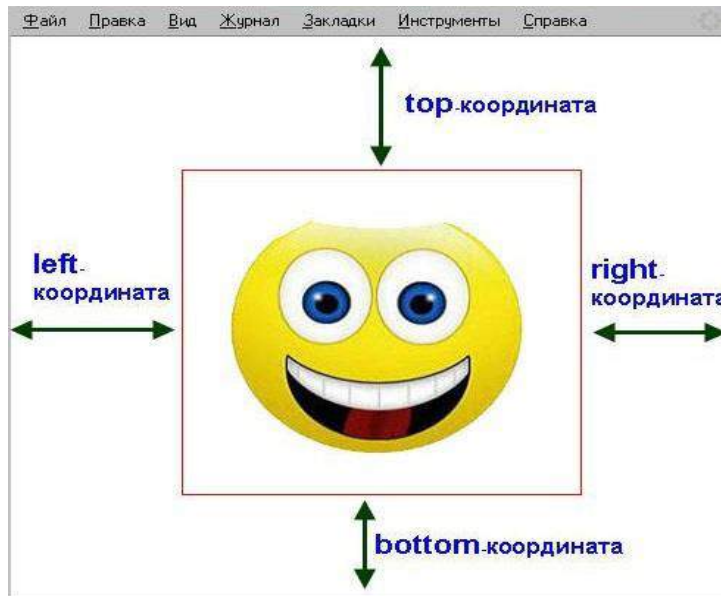 Файл Правка Вид Журнал Закладки Инструменты Справка
top-координата
left-
координата
right-
координата
bottom-координата